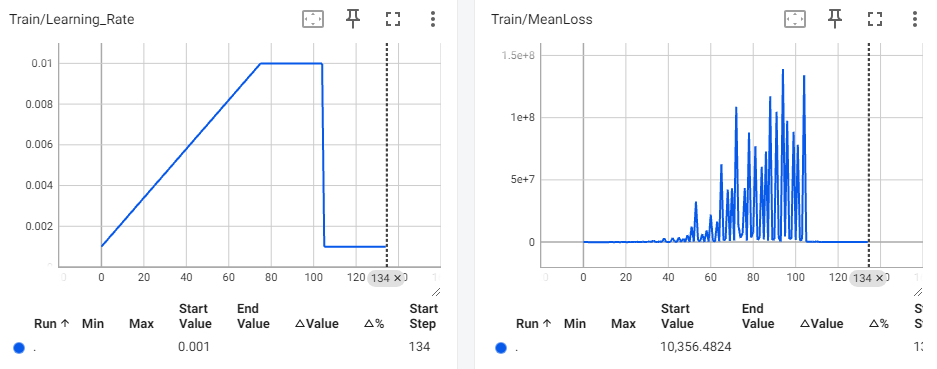 Train/Learning_Rate
0.01
0.008
0.006
0.004
0.002
0 20 40 60 80 100 120 134 ×
Run ↑ Min Max Start Value End Value △Value △% Start Step
. 0.001 134
Train/MeanLoss
1.5e+8
1e+8
5e+7
0
0 20 40 60 80 100 134 ×
Run ↑ Min Max Start Value End Value △Value △%
. 10,356.4824